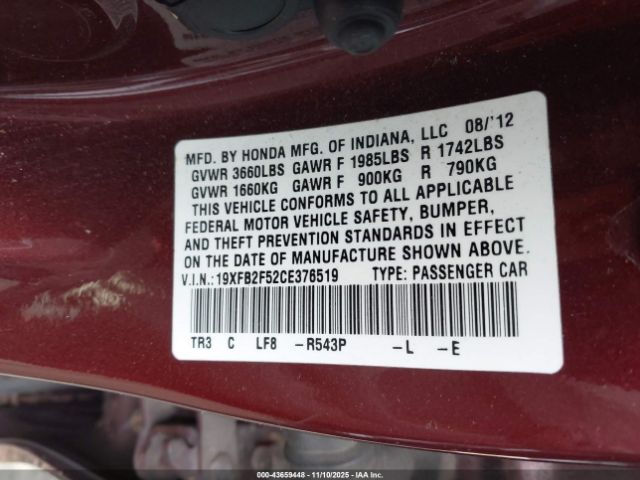 MFD. BY HONDA MFG. OF INDIANA, LLC 08/'12
GVWR 3660LBS GAWR F 1985LBS R 1742LBS
GVWR 1660KG GAWR F 900KG R 790KG
THIS VEHICLE CONFORMS TO ALL APPLICABLE
FEDERAL MOTOR VEHICLE SAFETY, BUMPER,
AND THEFT PREVENTION STANDARDS IN EFFECT
ON THE DATE OF MANUFACTURE SHOWN ABOVE.
V.I.N.:19XFB2F52CE376519 TYPE: PASSENGER CAR
TR3 C LF8 -R543P -L -E
000-43659448 - 11/10/2025 - IAA Inc.